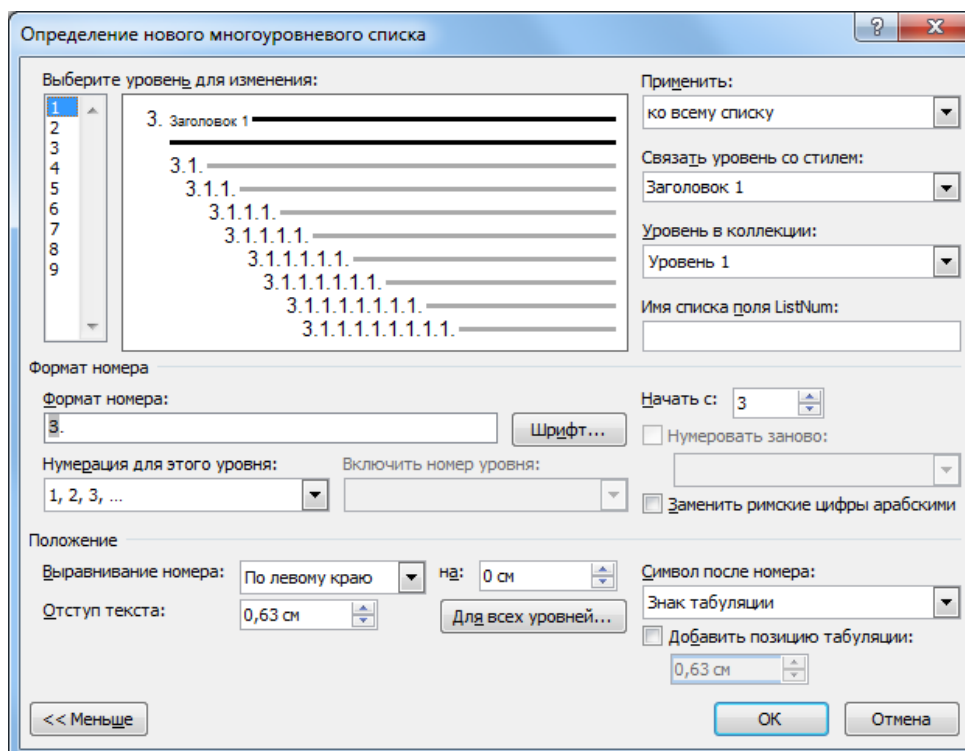 Определение нового многоуровневого списка
Выберите уровень для изменения:
1
2
3
4
5
6
7
8
9
3. Заголовок 1
3.1.
3.1.1.
3.1.1.1.
3.1.1.1.1.
3.1.1.1.1.1.
3.1.1.1.1.1.1.
3.1.1.1.1.1.1.1.
3.1.1.1.1.1.1.1.1.
Применить:
ко всему списку
Связать уровень со стилем:
Заголовок 1
Уровень в коллекции:
Уровень 1
Имя списка поля ListNum:
Формат номера
Формат номера:
3.
Шрифт...
Начать с: 3
Нумеровать заново:
Нумерация для этого уровня:
1, 2, 3, ...
Включить номер уровня:
Заменить римские цифры арабскими
Положение
Выравнивание номера: По левому краю на: 0 см
Отступ текста: 0,63 см Для всех уровней...
Символ после номера:
Знак табуляции
Добавить позицию табуляции:
0,63 см
<< Меньше
ОК
Отмена